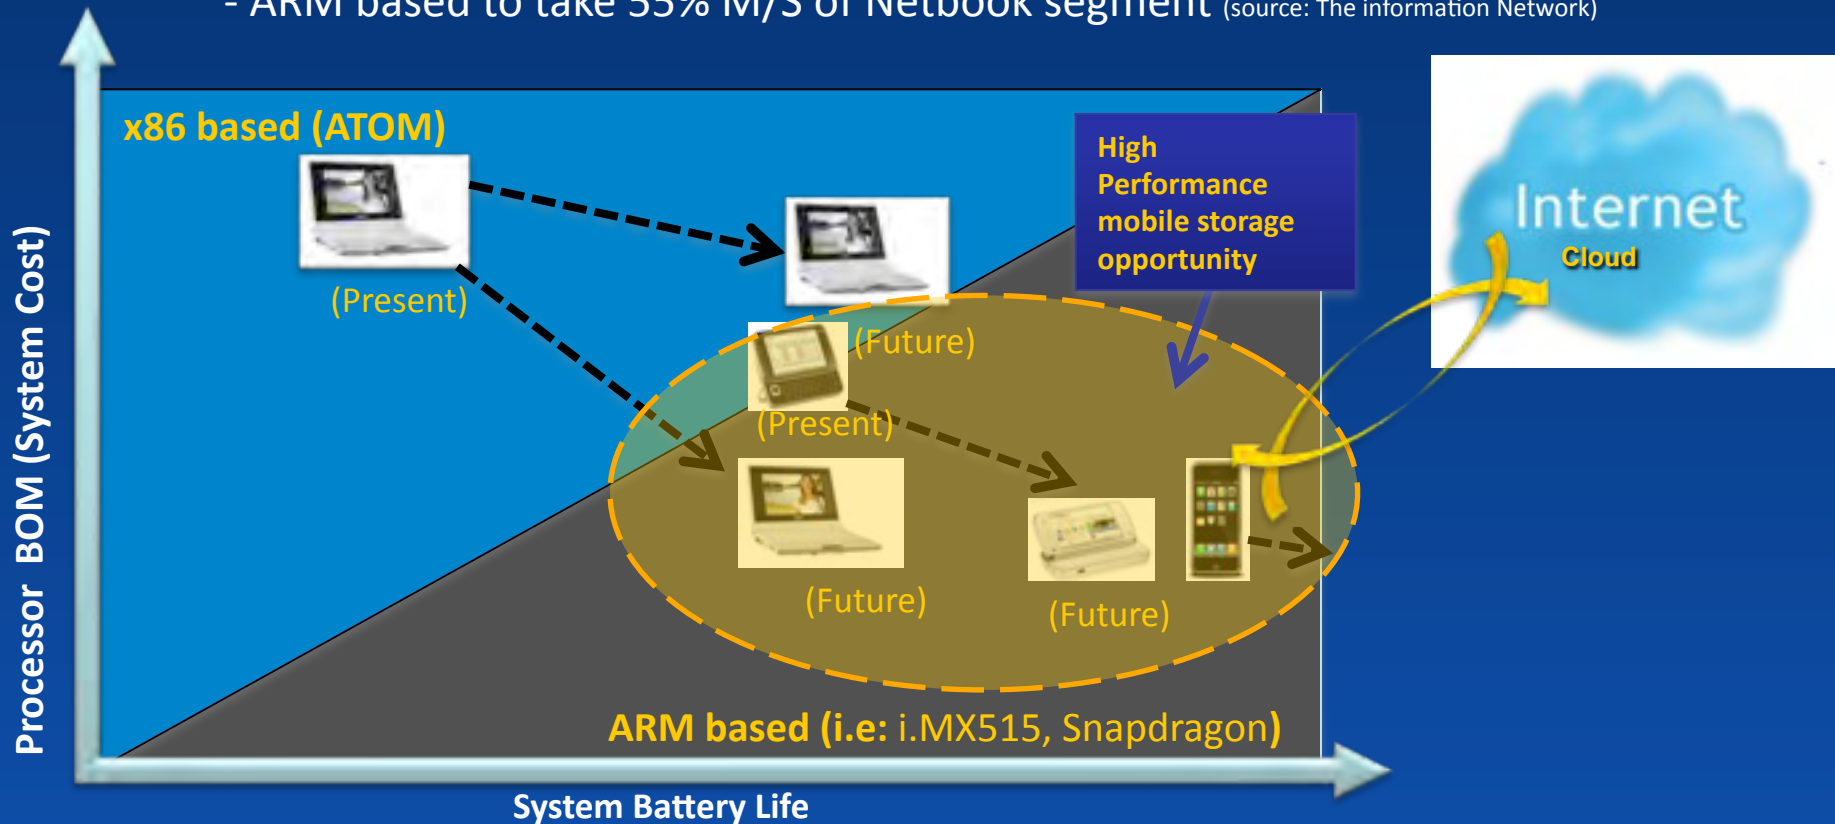 - ARM based to take 55% M/S of Netbook segment (source: The information Network)
x86 based (ATOM)
High
Performance
mobile storage
opportunity
Internet
Cloud
(Present)
(Future)
(Present)
(Future)
(Future)
ARM based (i.e: i.MX515, Snapdragon)
Processor BOM (System Cost)
System Battery Life